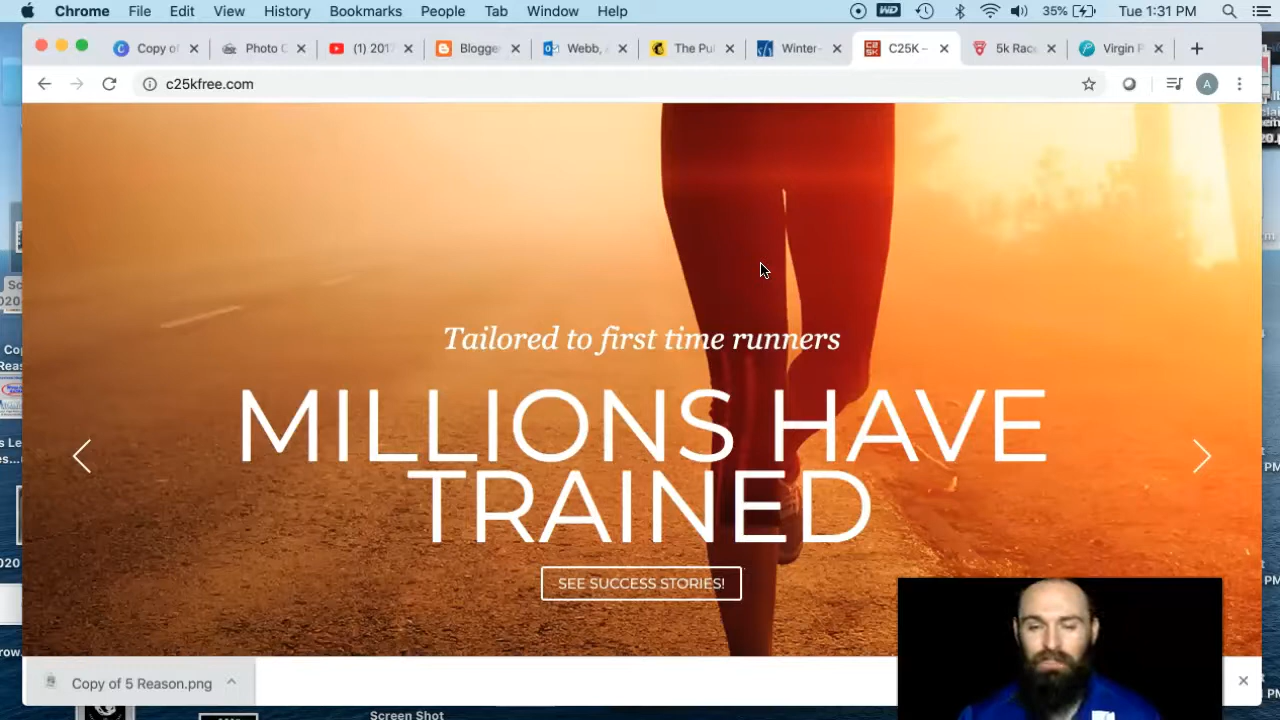 Chrome File Edit View History Bookmarks People Tab Window Help 35% Tue 1:31 PM
Copy of Photo C (1) 201 Blogge Webb, The Pu Winter- C25K – 5k Rac Virgin P
c25kfree.com
Tailored to first time runners
MILLIONS HAVE
TRAINED
SEE SUCCESS STORIES!
Copy of 5 Reason.png
Screen Shot